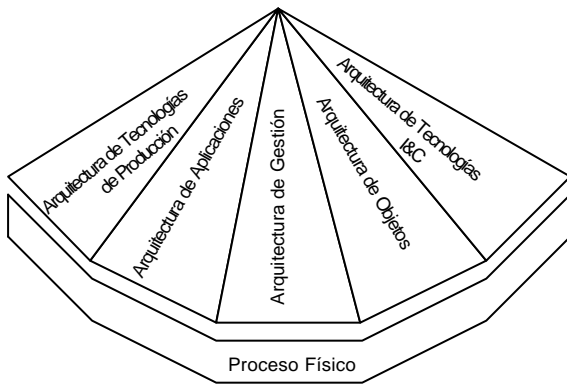 Arquitectura de Tecnologías
de Producción
Arquitectura de Aplicaciones
Arquitectura de Gestión
Arquitectura de Objetos
Arquitectura de Tecnologías
I&C
Proceso Físico